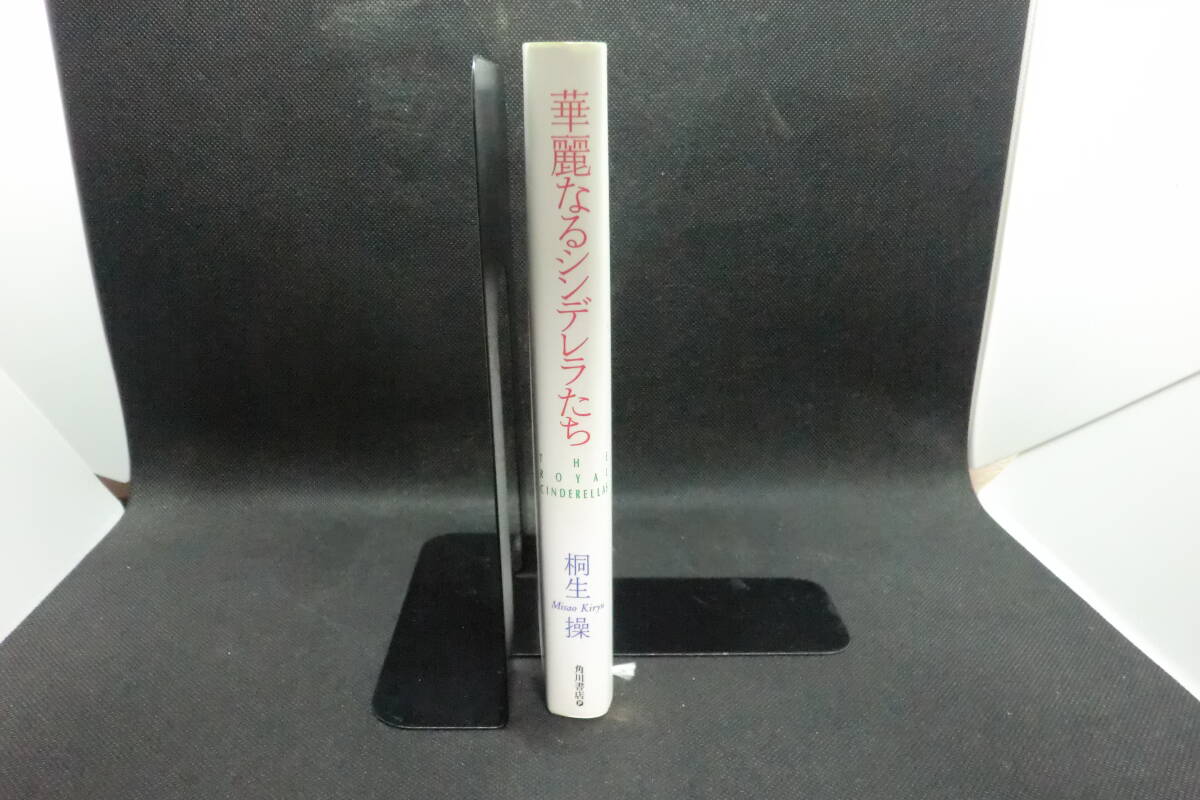 華麗なるシンデレラたち
THE
ROYAL
CINDERELLAS
桐生
Misao Kiryu
操
角川書店